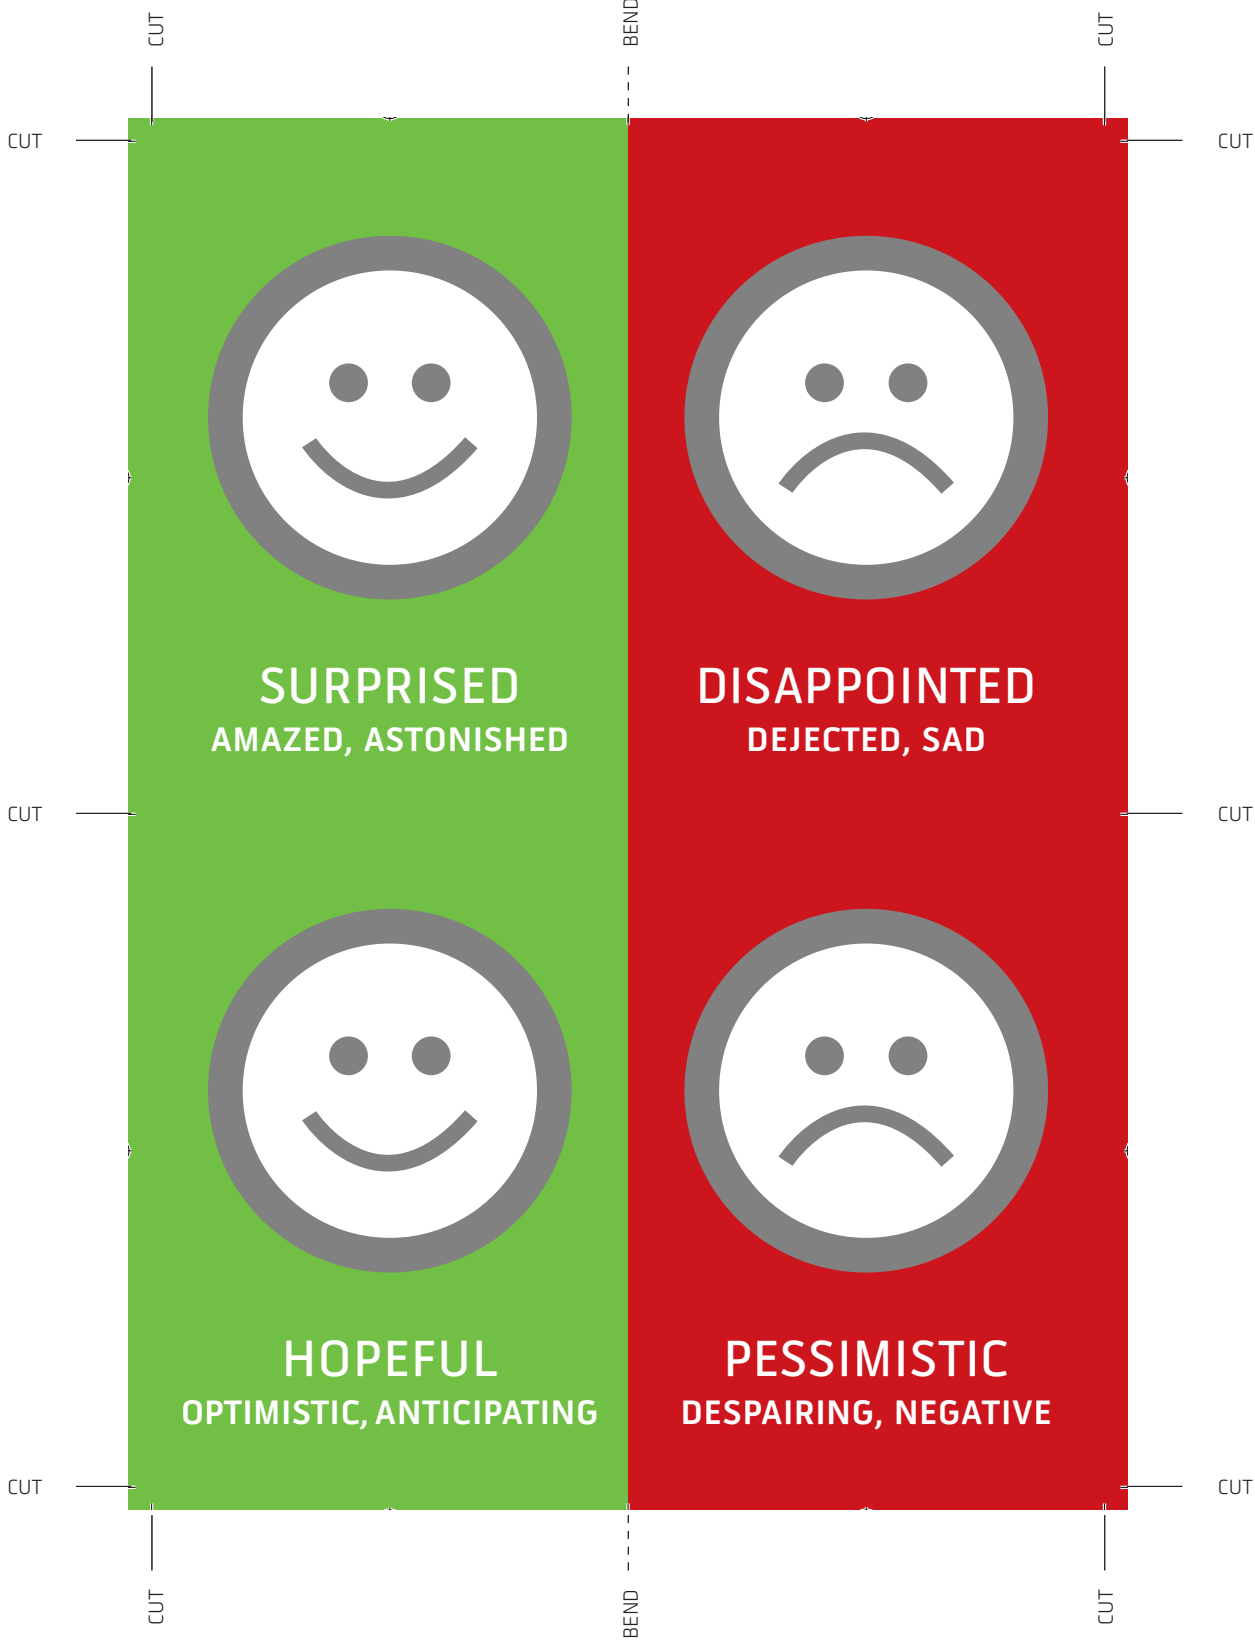 CUT
BEND
CUT
CUT
CUT
SURPRISED
AMAZED, ASTONISHED
DISAPPOINTED
DEJECTED, SAD
CUT
CUT
HOPEFUL
OPTIMISTIC, ANTICIPATING
PESSIMISTIC
DESPAIRING, NEGATIVE
CUT
CUT
CUT
BEND
CUT